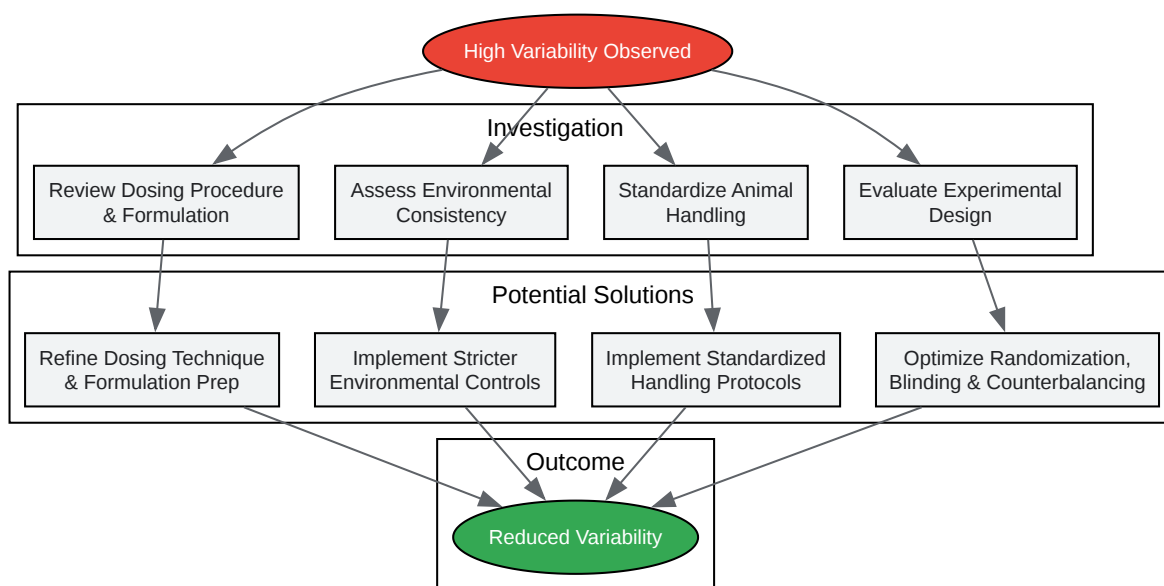 High Variability Observed
Investigation
Review Dosing Procedure
& Formulation
Assess Environmental
Consistency
Standardize Animal
Handling
Evaluate Experimental
Design
Potential Solutions
Refine Dosing Technique
& Formulation Prep
Implement Stricter
Environmental Controls
Implement Standardized
Handling Protocols
Optimize Randomization,
Blinding & Counterbalancing
Outcome
Reduced Variability